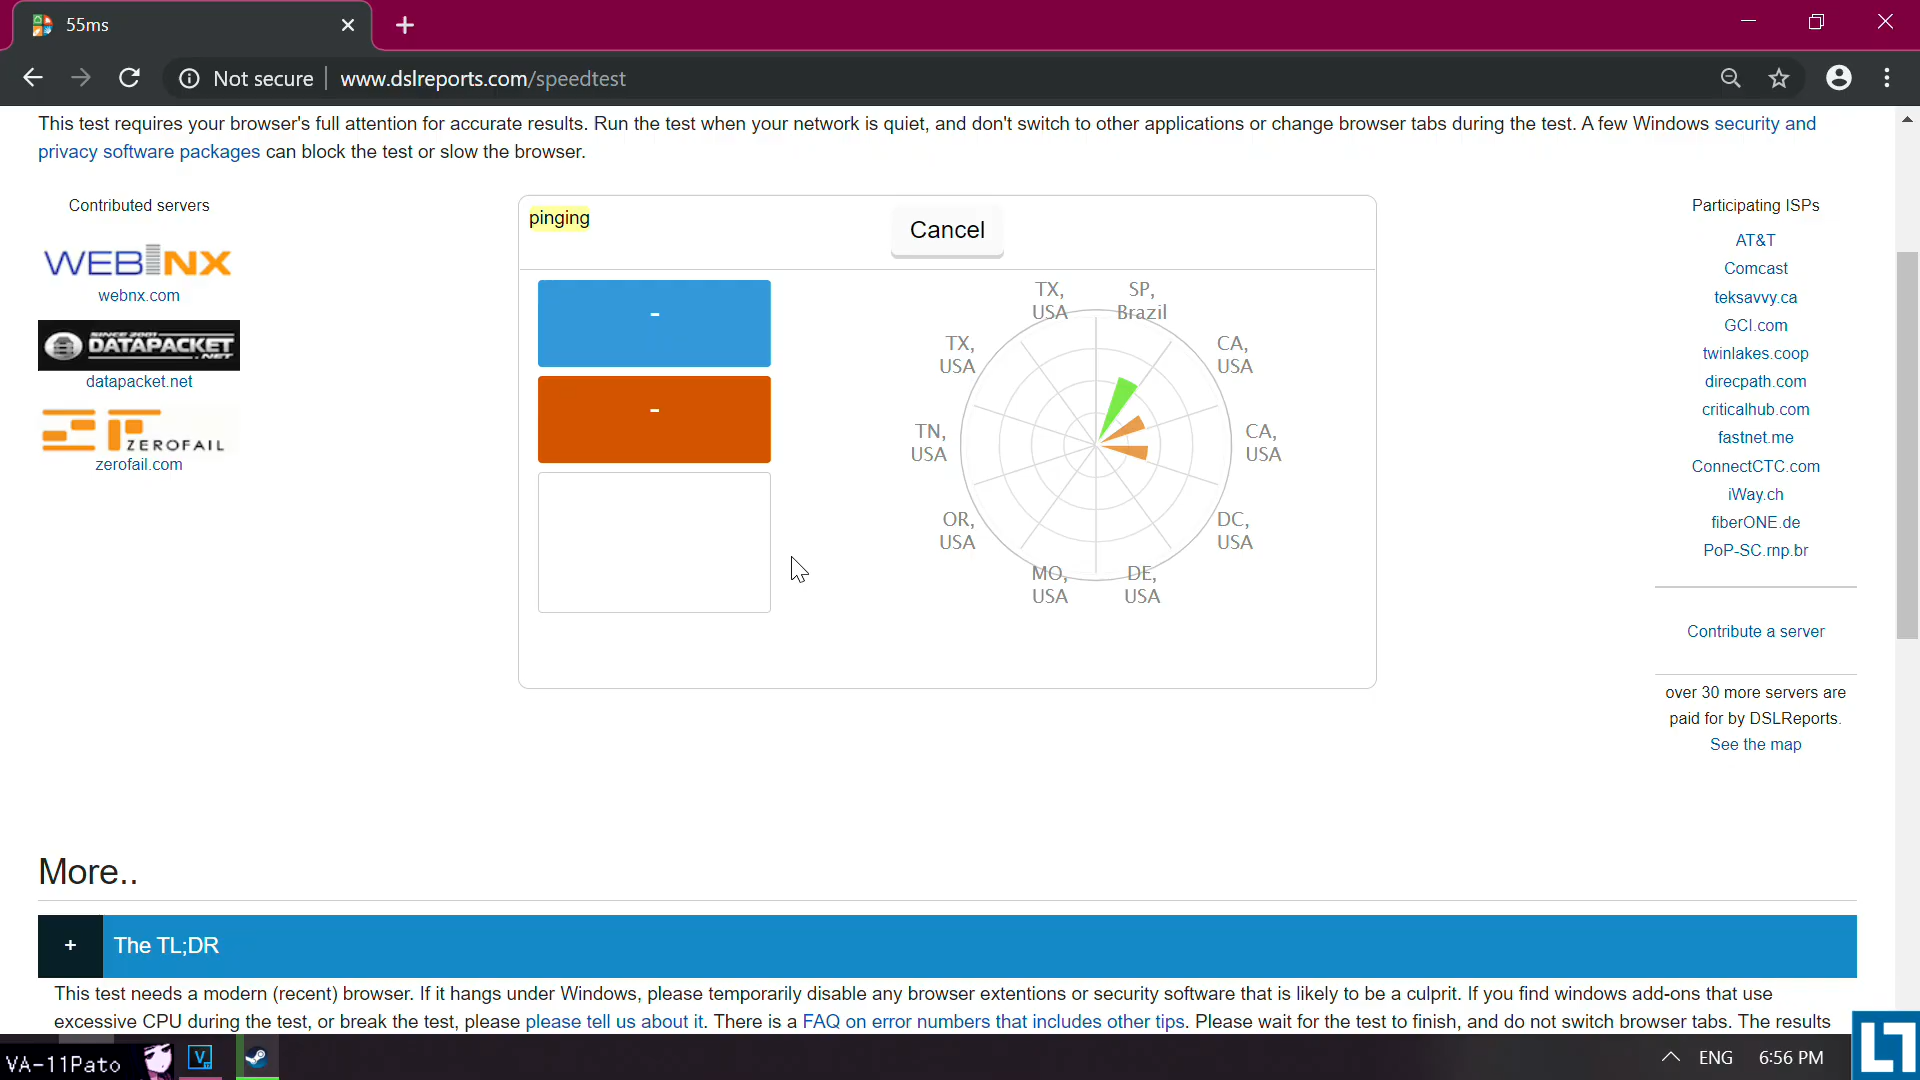 55ms
Not secure
www.dslreports.com/speedtest
This test requires your browser's full attention for accurate results. Run the test when your network is quiet, and don't switch to other applications or change browser tabs during the test. A few Windows security and
privacy software packages can block the test or slow the browser.
Contributed servers
WEBNX
webnx.com
SINCE 2001
DATAPACKET.NET
datapacket.net
ZEROFAIL
zerofail.com
pinging
Cancel
-
-
TX,
USA
SP,
Brazil
TX,
USA
CA,
USA
TN,
USA
CA,
USA
OR,
USA
DC,
USA
MO,
USA
DE,
USA
Participating ISPs
AT&T
Comcast
teksavvy.ca
GCI.com
twinlakes.coop
direcpath.com
criticalhub.com
fastnet.me
ConnectCTC.com
iWay.ch
fiberONE.de
PoP-SC.rnp.br
Contribute a server
over 30 more servers are
paid for by DSLReports.
See the map
More..
+ The TL;DR
This test needs a modern (recent) browser. If it hangs under Windows, please temporarily disable any browser extentions or security software that is likely to be a culprit. If you find windows add-ons that use
excessive CPU during the test, or break the test, please please tell us about it. There is a FAQ on error numbers that includes other tips. Please wait for the test to finish, and do not switch browser tabs. The results
VA-11Pato
V
ENG
6:56 PM